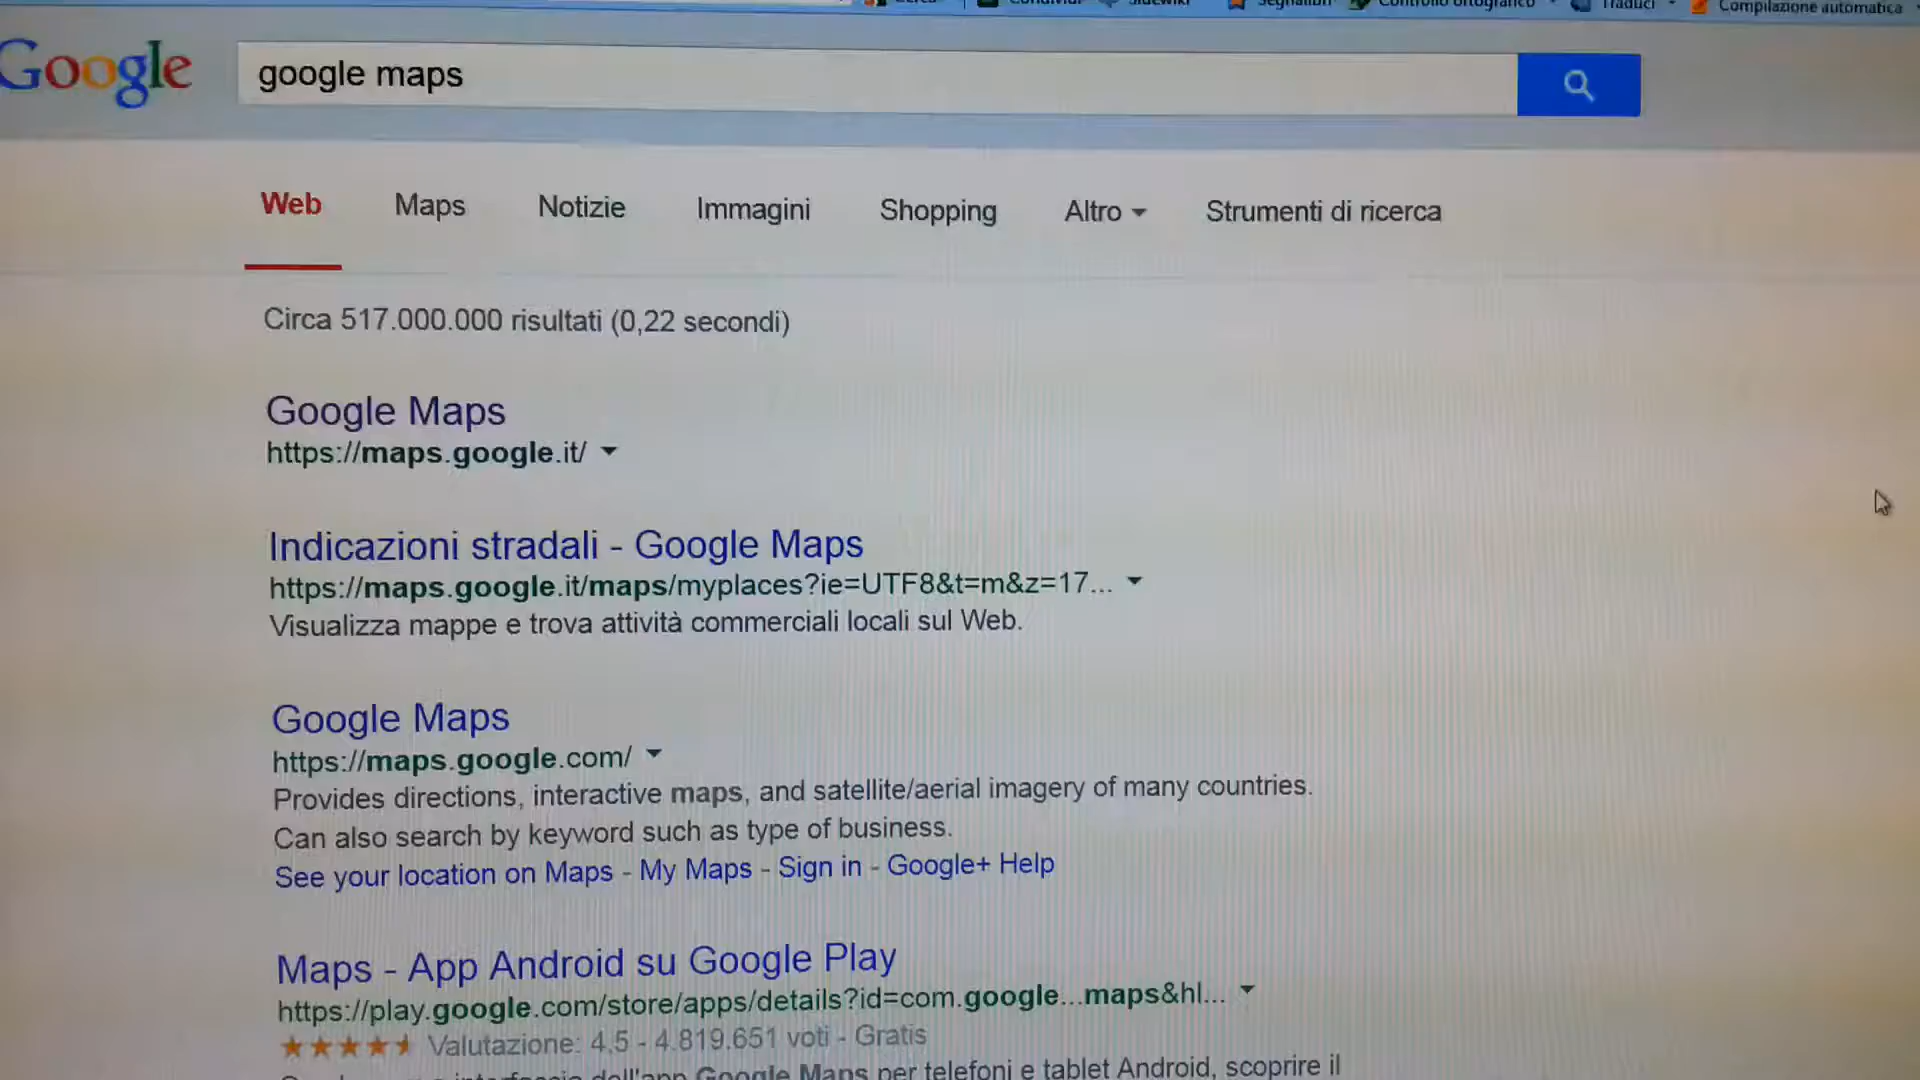 Segnalibri Controllo ortografico Traduci Compilazione automatica
Google google maps
Web Maps Notizie Immagini Shopping Altro Strumenti di ricerca
Circa 517.000.000 risultati (0,22 secondi)
Google Maps
https://maps.google.it/
Indicazioni stradali - Google Maps
https://maps.google.it/maps/myplaces?ie=UTF8&t=m&z=17...
Visualizza mappe e trova attività commerciali locali sul Web.
Google Maps
https://maps.google.com/
Provides directions, interactive maps, and satellite/aerial imagery of many countries.
Can also search by keyword such as type of business.
See your location on Maps - My Maps - Sign in - Google+ Help
Maps - App Android su Google Play
https://play.google.com/store/apps/details?id=com.google...maps&hl...
Valutazione: 4,5 - 4.819.651 voti - Gratis
dell'app Google Maps per telefoni e tablet Android, scoprire il